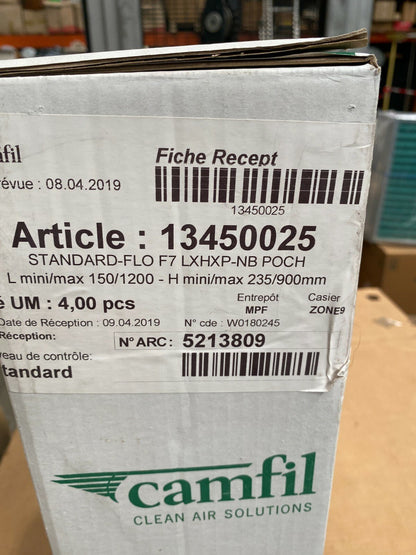 Fiche Recept
évue : 08.04.2019
13450025
Article : 13450025
STANDARD-FLO F7 LXHXP-NB POCH
L mini/max 150/1200 - H mini/max 235/900mm
é UM : 4,00 pcs
Entrepôt
Casier
MPF
ZONE9
Date de Réception : 09.04.2019
N° cde : W0180245
Réception:
N° ARC: 5213809
eau de contrôle:
tandard
camfil
CLEAN AIR SOLUTIONS